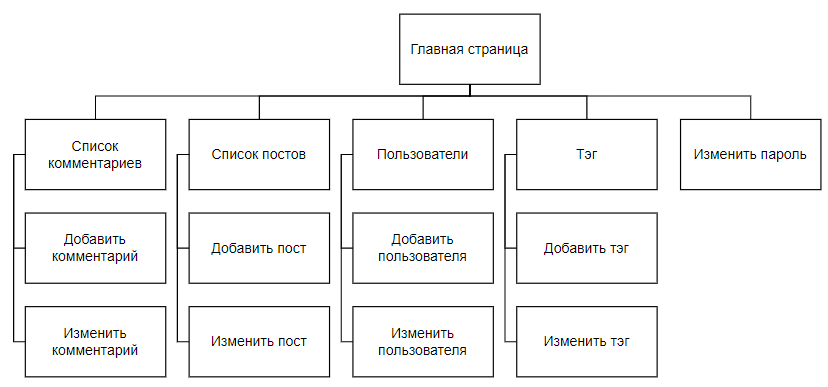 Главная страница
Список
комментариев
Список постов
Пользователи
Тэг
Изменить пароль
Добавить
комментарий
Добавить пост
Добавить
пользователя
Добавить тэг
Изменить
комментарий
Изменить пост
Изменить
пользователя
Изменить тэг